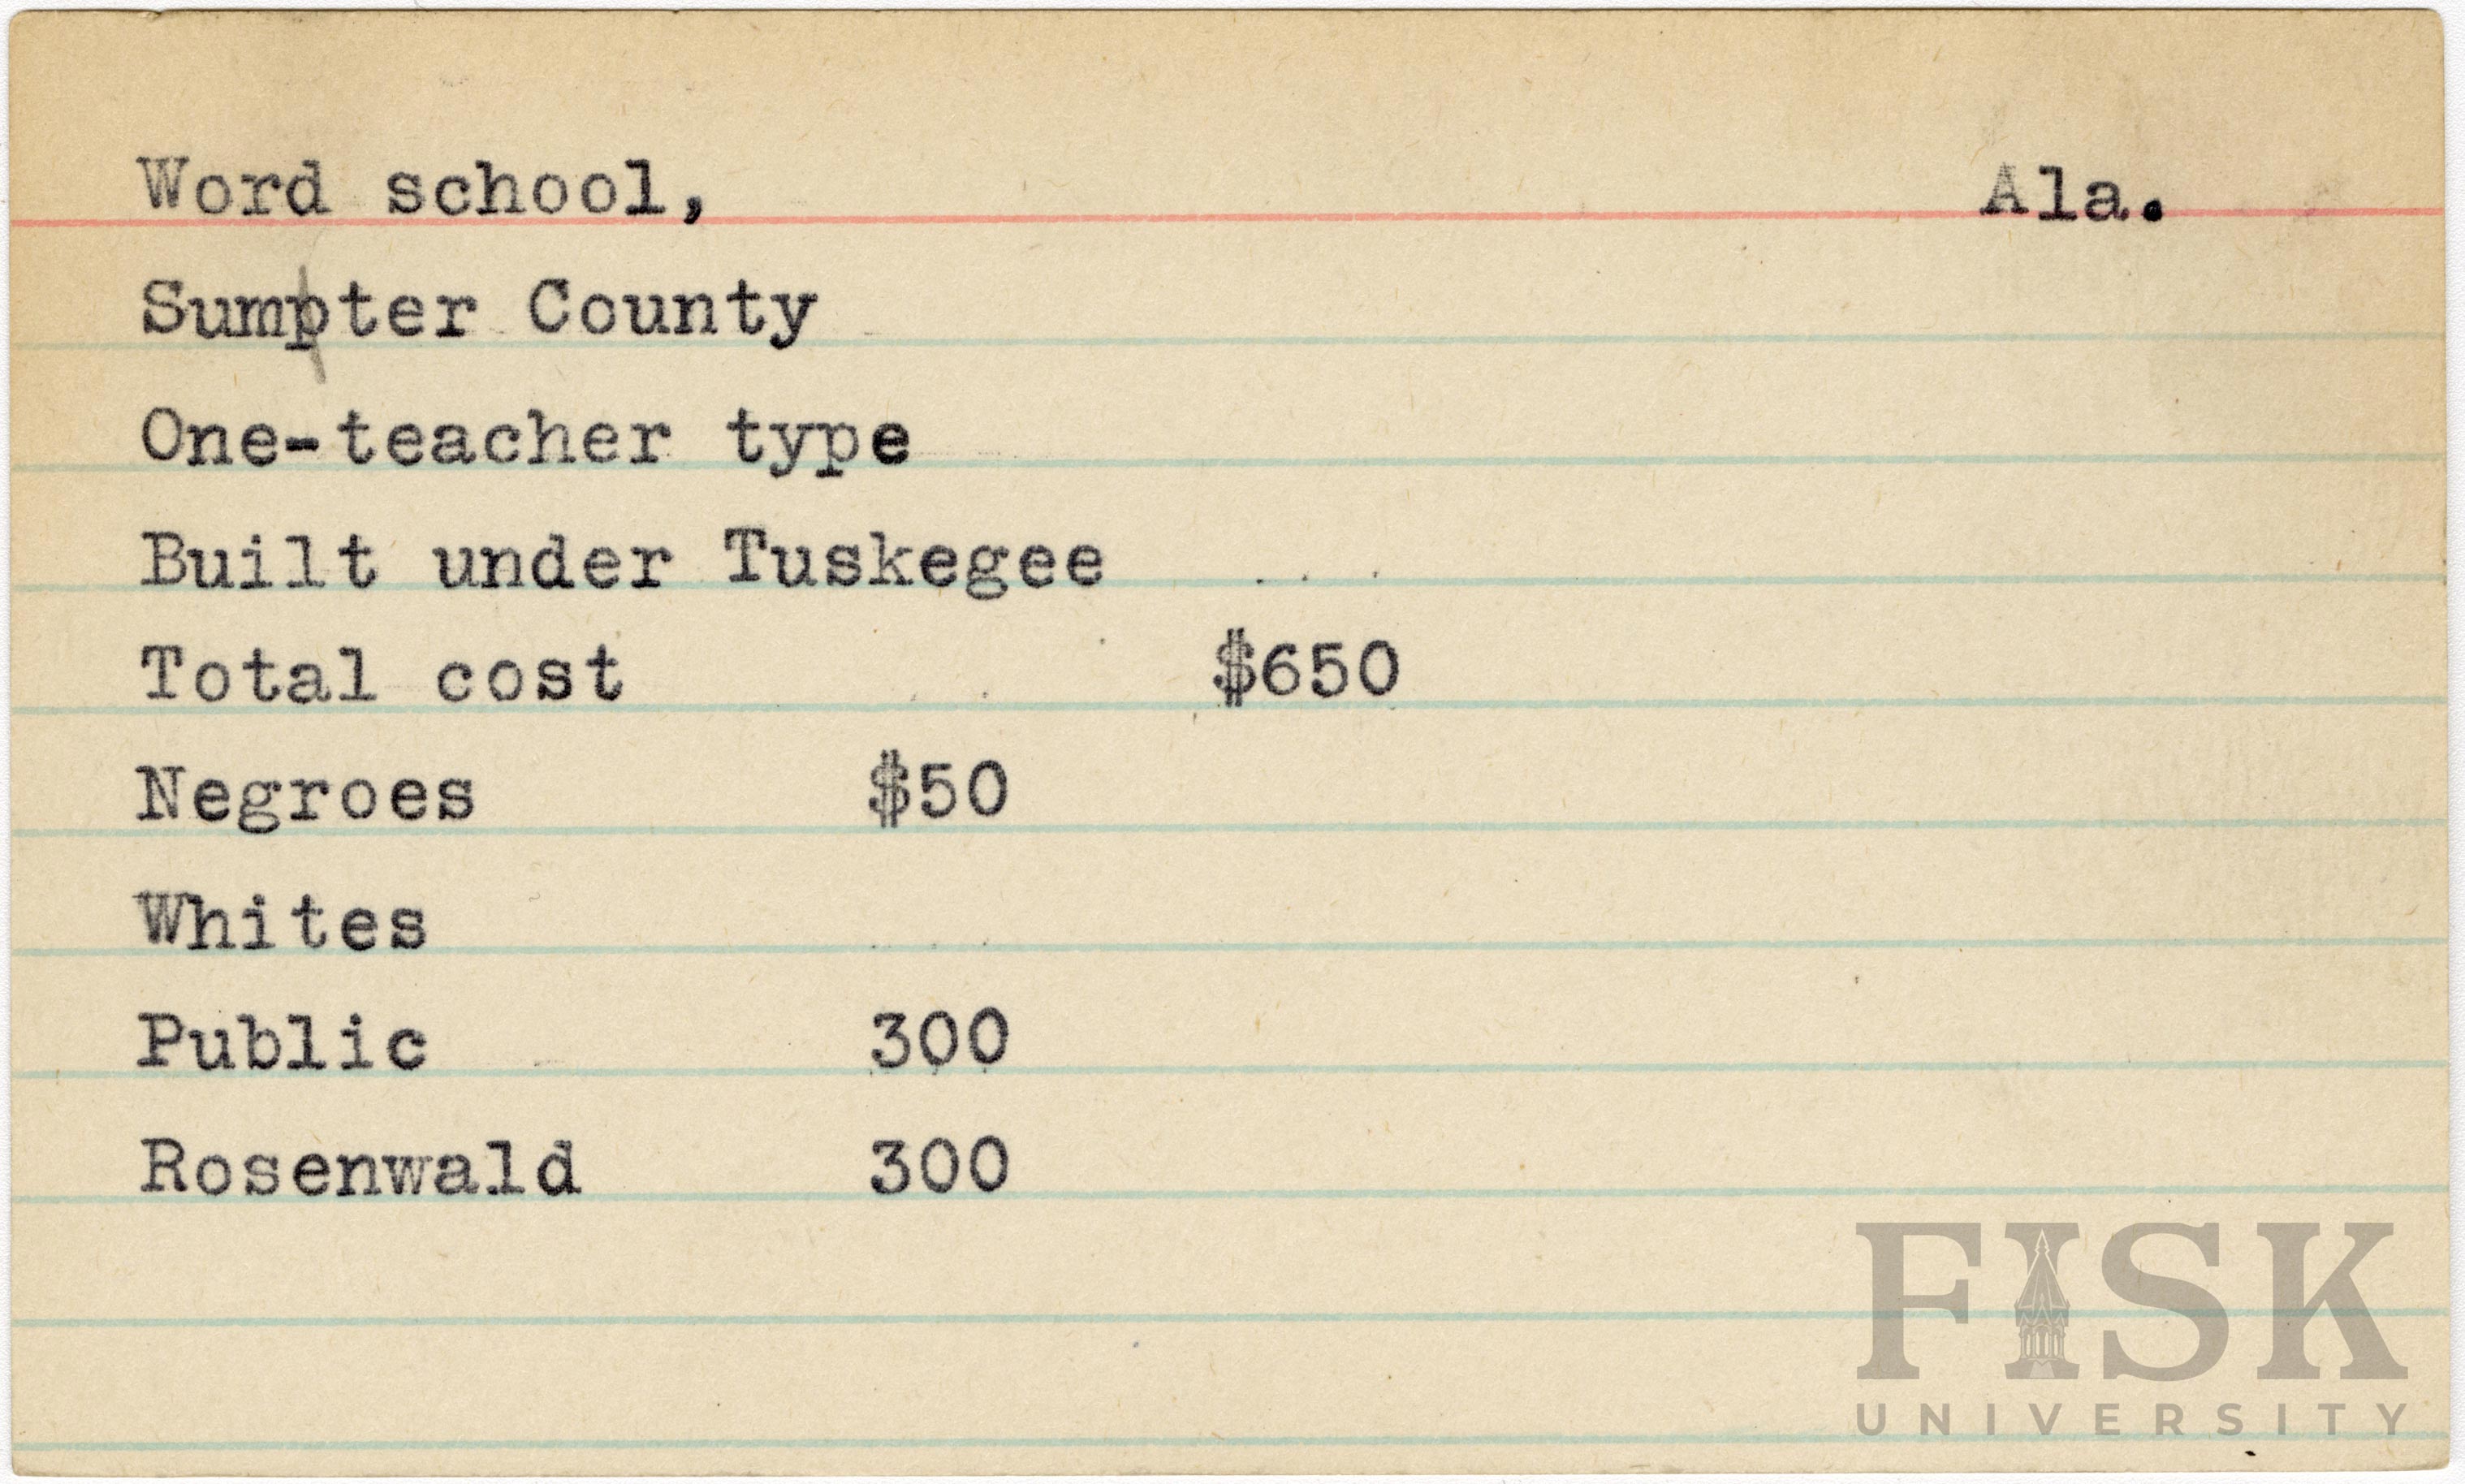 Word school, Ala.
Sumpter County
One-teacher type
Built under Tuskegee
Total cost $650
Negroes $50
Whites
Public 300
Rosenwald 300
FISK
UNIVERSITY